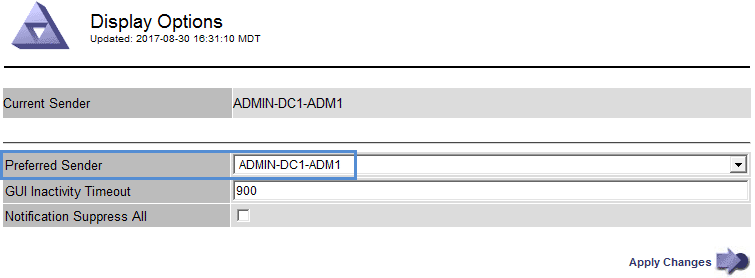 Display Options
Updated: 2017-08-30 16:31:10 MDT
Current Sender ADMIN-DC1-ADM1
Preferred Sender ADMIN-DC1-ADM1
GUI Inactivity Timeout 900
Notification Suppress All
Apply Changes